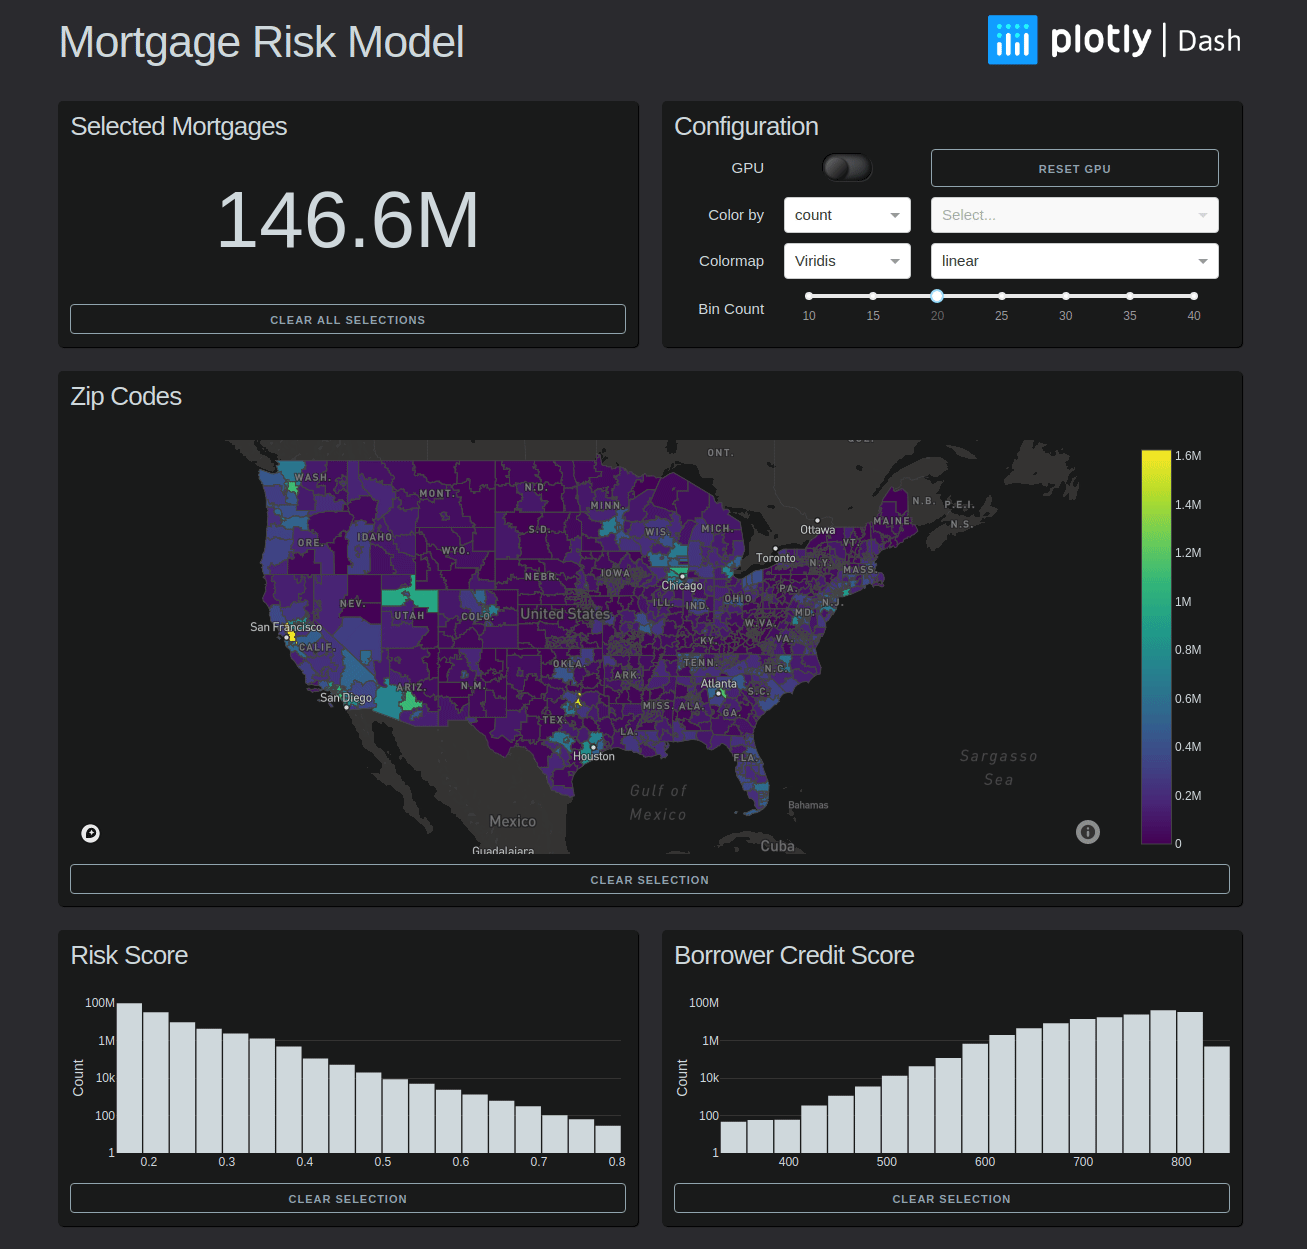 Mortgage Risk Model
plotly | Dash
Selected Mortgages
146.6M
CLEAR ALL SELECTIONS
Configuration
GPU
RESET GPU
Color by
count
Select...
Colormap
Viridis
linear
Bin Count
10 15 20 25 30 35 40
Zip Codes
ONT.
WASH.
MONT.
N.D.
MINN.
N.B.
P.E.I.
MAINE
N.S.
ORE.
IDAHO
S.D.
WIS.
MICH.
Ottawa
VT.
WYO.
Toronto
N.Y.
MASS.
NEBR.
IOWA
Chicago
PA.
NEV.
UTAH
COLO.
United States
ILL.
IND.
OHIO
N.J.
MD.
San Francisco
CALIF.
KY.
W.VA.
VA.
OKLA.
ARK.
TENN.
N.C.
San Diego
ARIZ.
N.M.
Atlanta
S.C.
TEX.
MISS.
ALA.
GA.
LA.
Houston
FLA.
Sargasso
Sea
Gulf of
Mexico
Bahamas
Mexico
Cuba
Guadalajara
1.6M
1.4M
1.2M
1M
0.8M
0.6M
0.4M
0.2M
0
CLEAR SELECTION
Risk Score
Count
100M
1M
10k
100
1
0.2 0.3 0.4 0.5 0.6 0.7 0.8
CLEAR SELECTION
Borrower Credit Score
Count
100M
1M
10k
100
1
400 500 600 700 800
CLEAR SELECTION